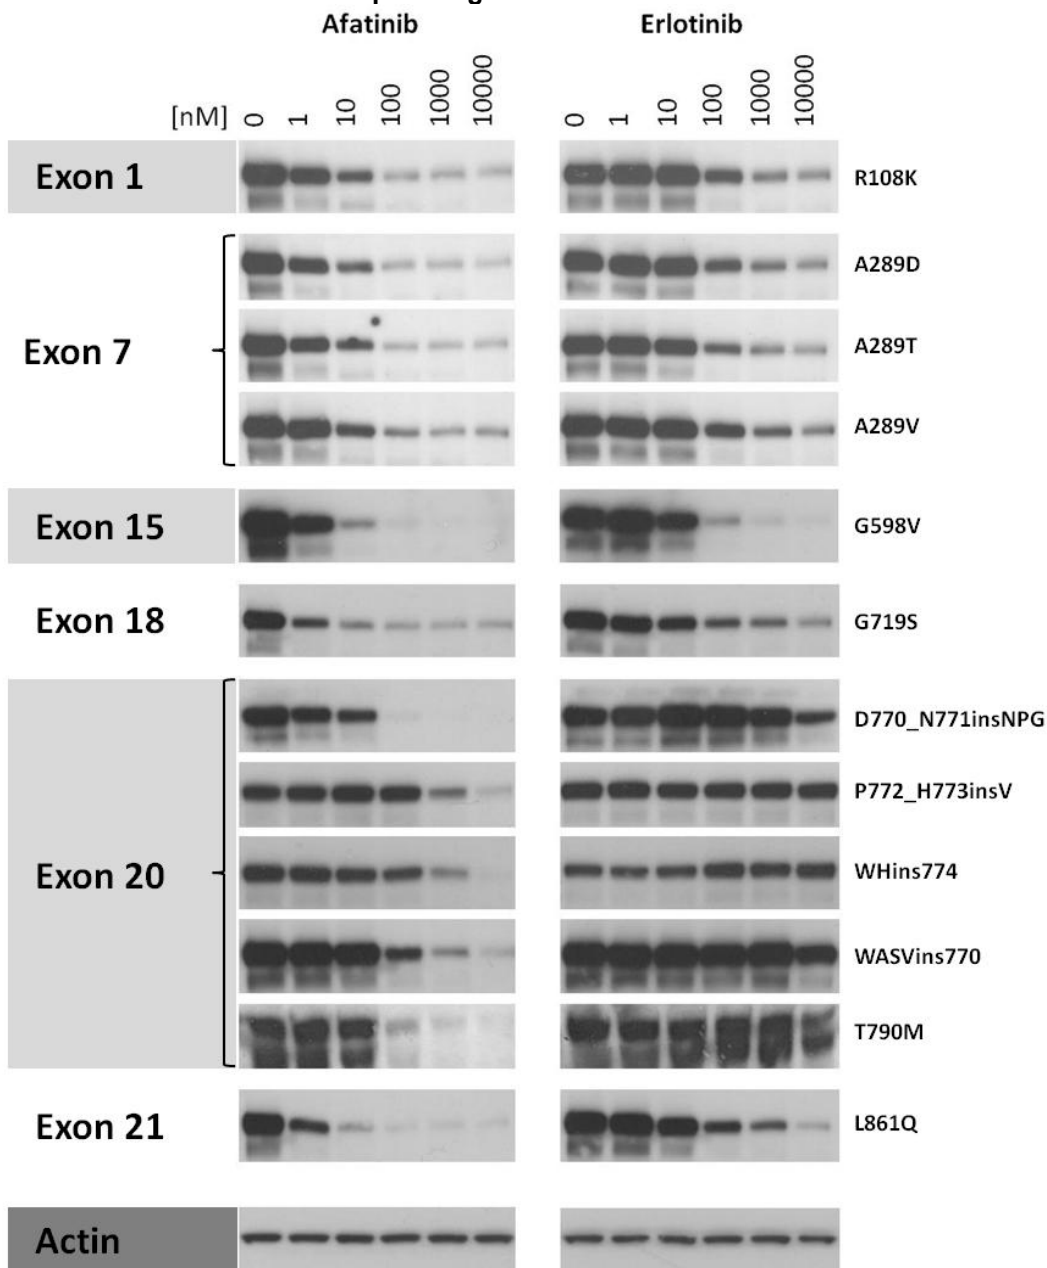 Afatinib Erlotinib
[nM] 0 1 10 100 1000 10000 0 1 10 100 1000 10000
Exon 1 R108K
A289D
Exon 7 A289T
A289V
Exon 15 G598V
Exon 18 G719S
D770_N771insNPG
P772_H773insV
Exon 20 WHins774
WASVins770
T790M
Exon 21 L861Q
Actin